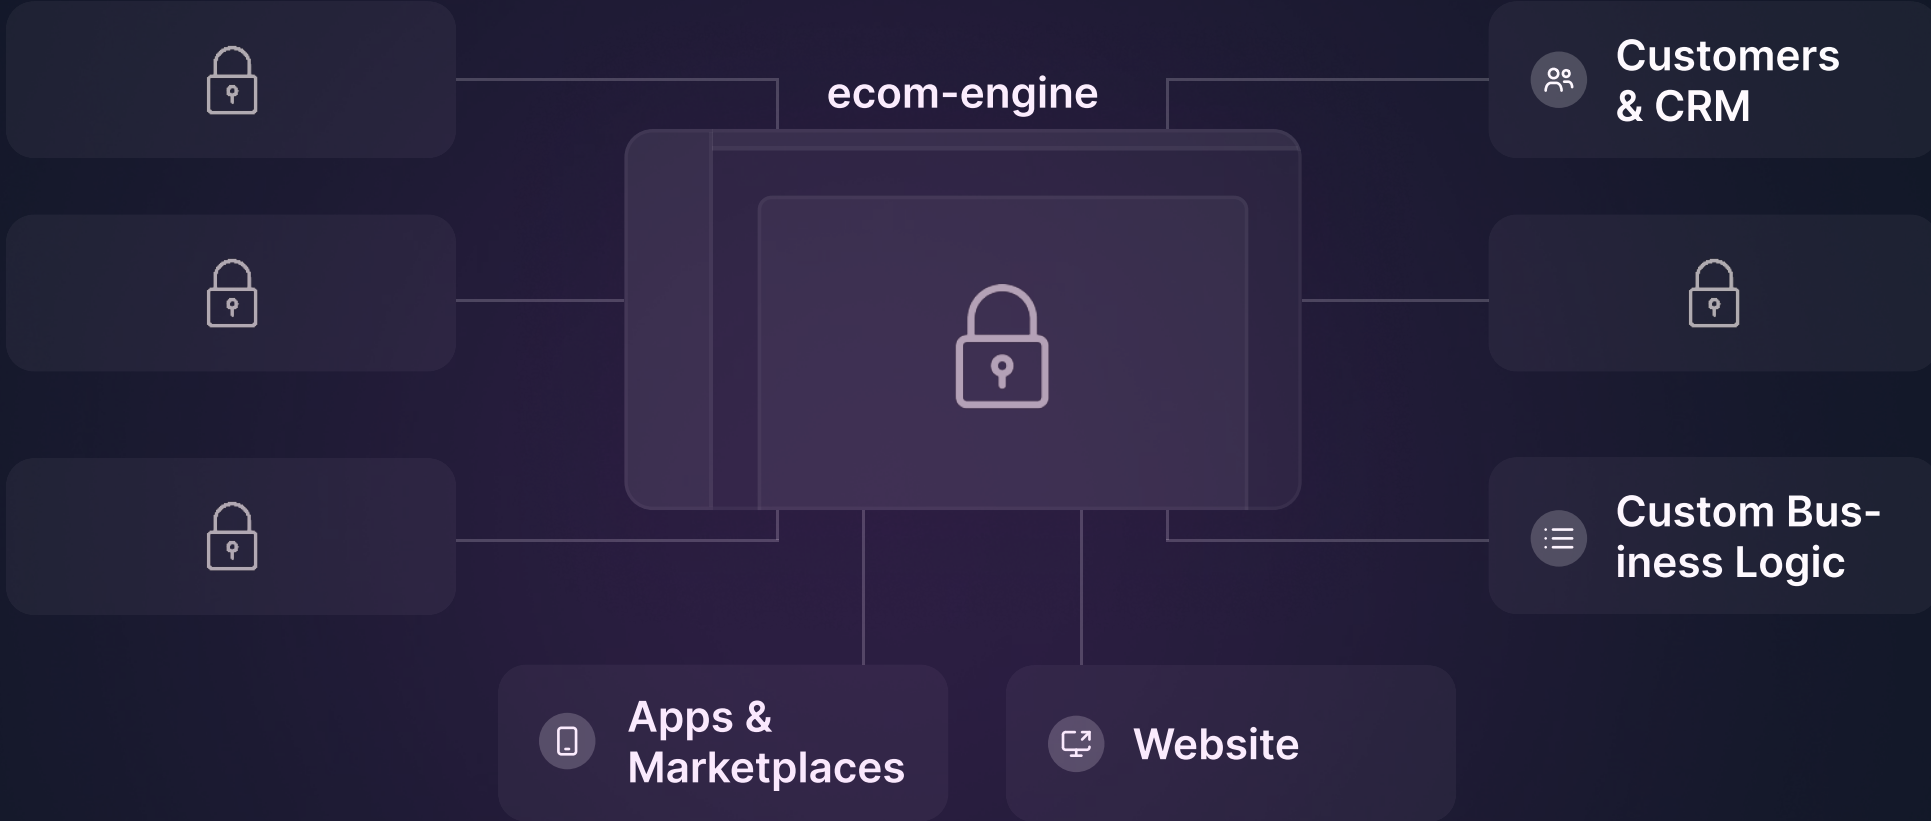 ecom-engine
Customers
& CRM
Custom Bus-
iness Logic
Apps &
Marketplaces
Website